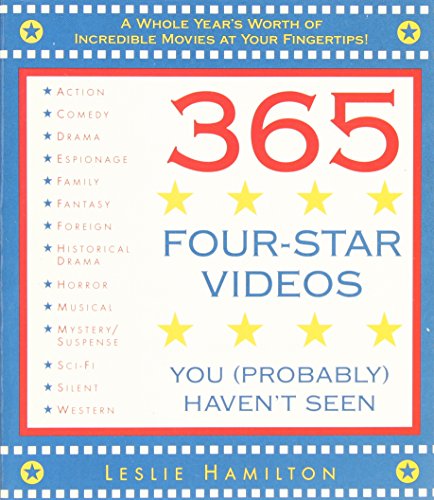 A WHOLE YEAR'S WORTH OF
INCREDIBLE MOVIES AT YOUR FINGERTIPS!
ACTION
COMEDY
DRAMA
ESPIONAGE
FAMILY
FANTASY
FOREIGN
HISTORICAL
DRAMA
HORROR
MUSICAL
MYSTERY/
SUSPENSE
SCI-FI
SILENT
WESTERN
365
FOUR-STAR
VIDEOS
YOU (PROBABLY)
HAVEN'T SEEN
LESLIE HAMILTON